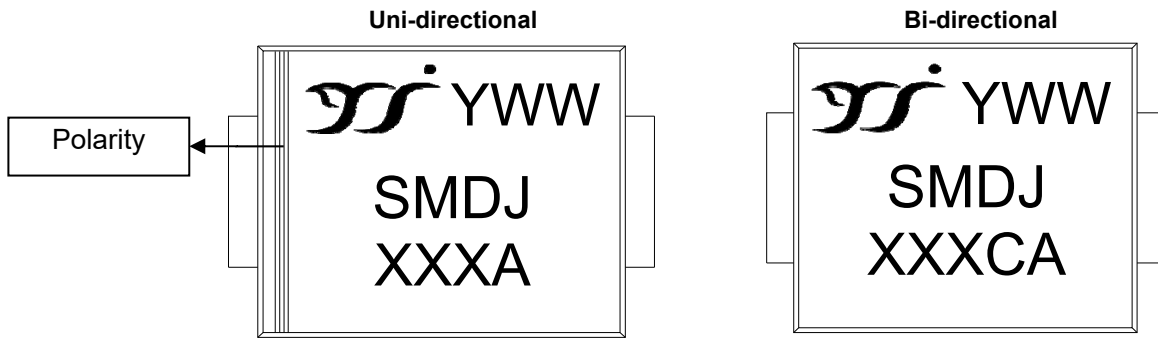 Uni-directional
Bi-directional
Polarity
YWW
SMDJ
XXXA
YWW
SMDJ
XXXCA